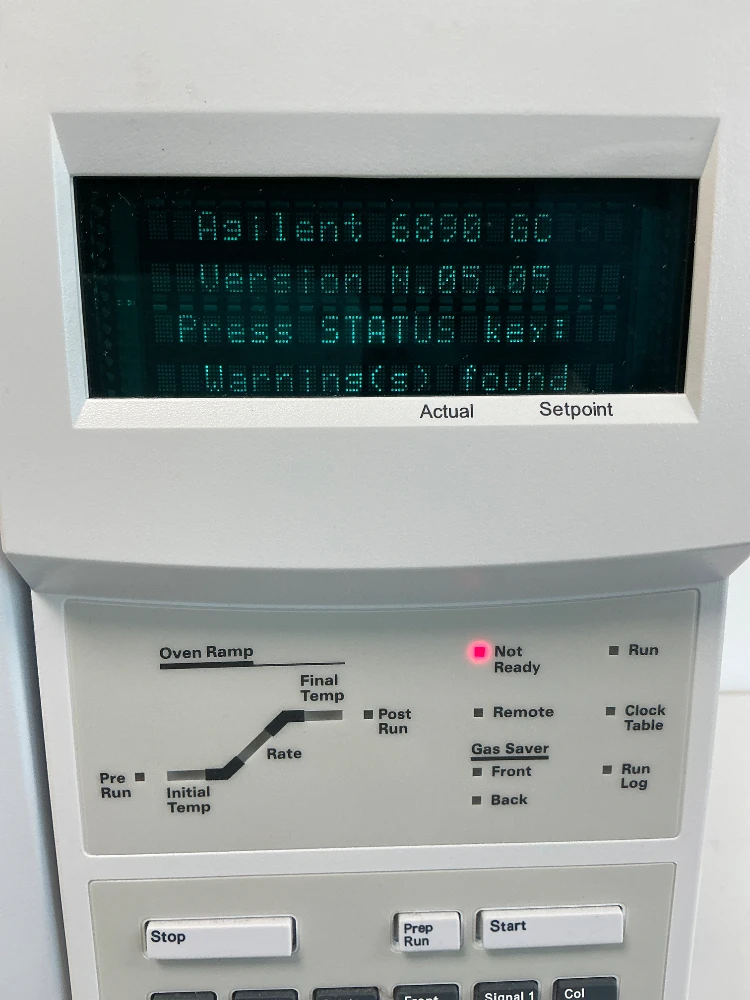 Agilent 6890 GC
Version N.05.05
Press STATUS key:
Warning(s) found
Actual Setpoint
Oven Ramp
Final
Temp
Post
Run
Rate
Pre
Run
Initial
Temp
Not
Ready
Run
Remote
Clock
Table
Gas Saver
Front
Run
Log
Back
Stop
Prep
Run
Start
Front
Signal 1
Col